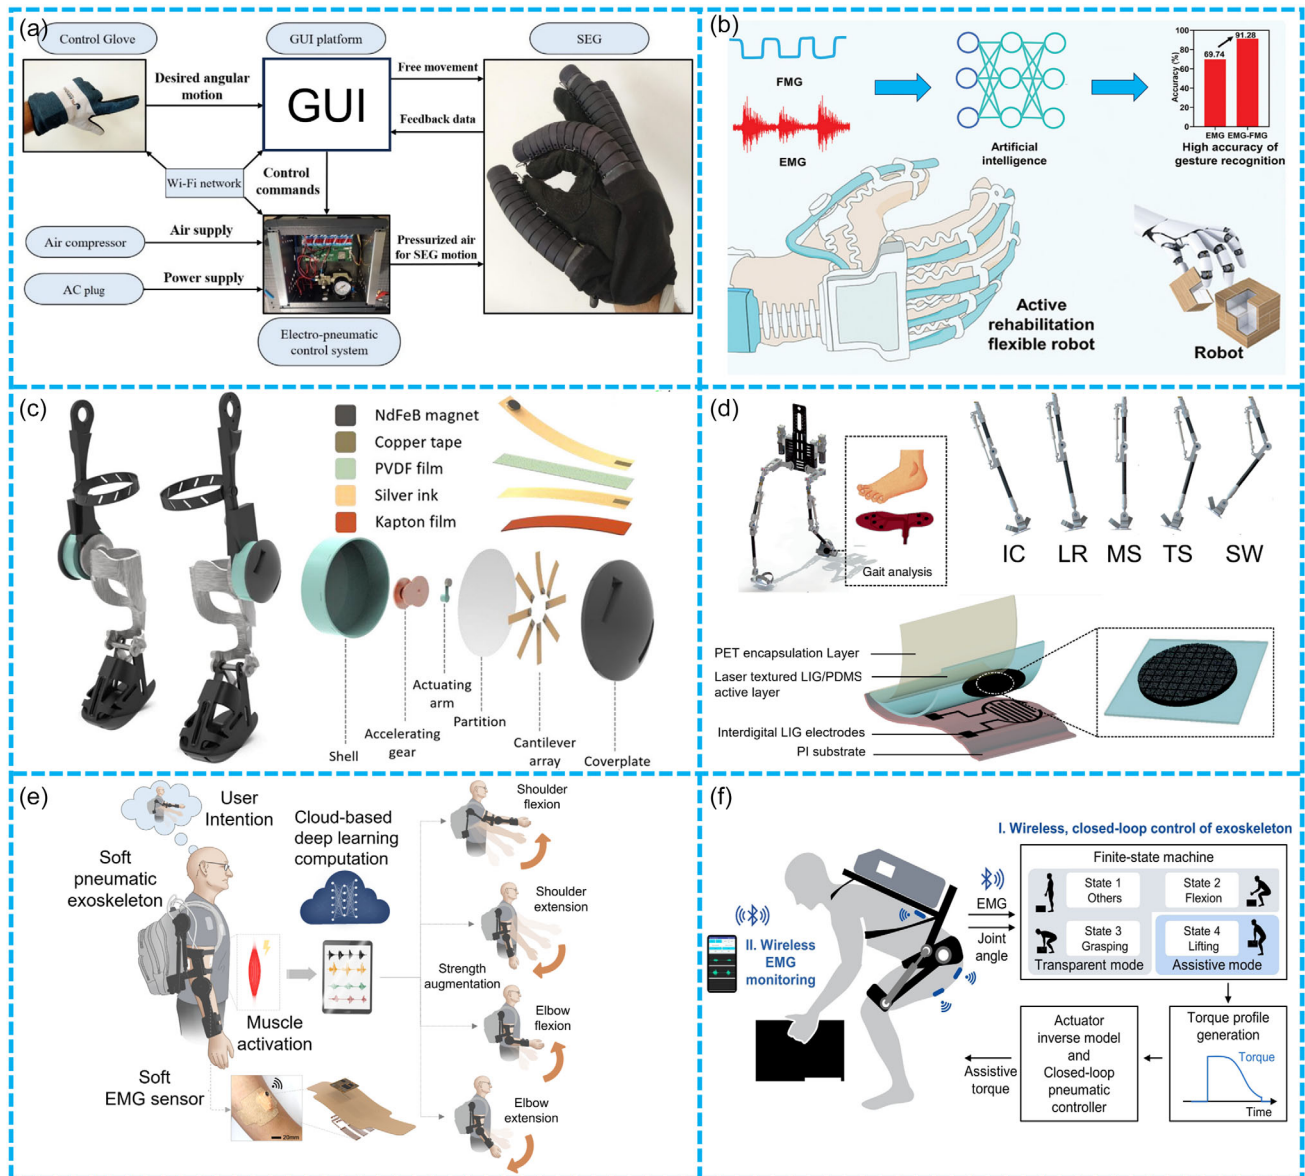 (a)
Control Glove
GUI platform
SEG
Desired angular
motion
GUI
Free movement
Feedback data
Wi-Fi network
Control
commands
Air compressor
Air supply
Pressurized air
for SEG motion
AC plug
Power supply
Electro-pneumatic
control system
(b)
FMG
EMG
Artificial
intelligence
Accuracy (%)
100
80
60
40
20
0
69.74
91.28
EMG EMG-FMG
High accuracy of
gesture recognition
Active
rehabilitation
flexible robot
Robot
(c)
NdFeB magnet
Copper tape
PVDF film
Silver ink
Kapton film
Shell
Accelerating
gear
Actuating
arm
Partition
Cantilever
array
Coverplate
(d)
Gait analysis
IC
LR
MS
TS
SW
PET encapsulation Layer
Laser textured LIG/PDMS
active layer
Interdigital LIG electrodes
PI substrate
(e)
User
Intention
Soft
pneumatic
exoskeleton
Cloud-based
deep learning
computation
Muscle
activation
Soft
EMG sensor
20mm
Strength
augmentation
Shoulder
flexion
Shoulder
extension
Elbow
flexion
Elbow
extension
(f)
I. Wireless, closed-loop control of exoskeleton
II. Wireless
EMG
monitoring
EMG
Joint
angle
Finite-state machine
State 1
Others
State 2
Flexion
State 3
Grasping
State 4
Lifting
Transparent mode
Assistive mode
Assistive
torque
Actuator
inverse model
and
Closed-loop
pneumatic
controller
Torque profile
generation
Torque
Time